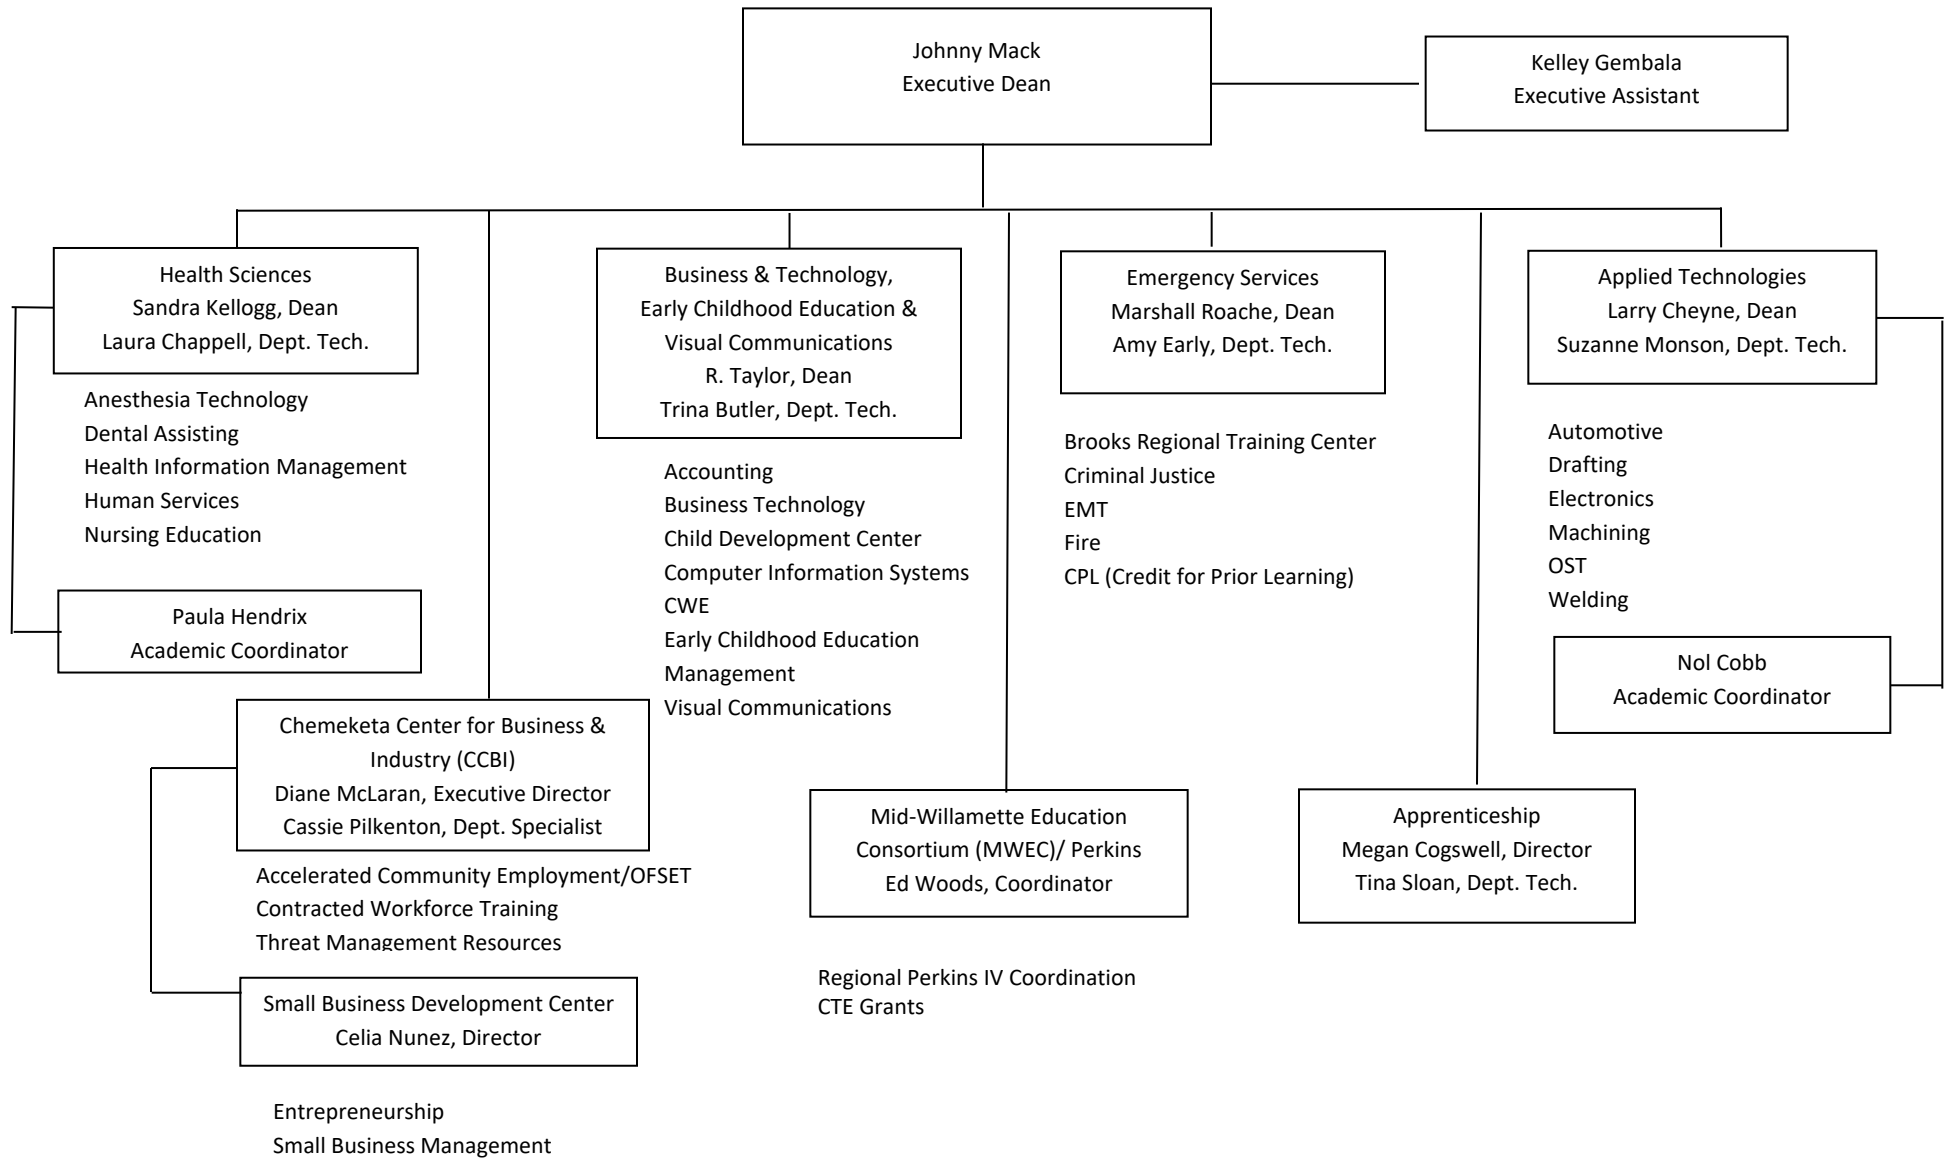 Johnny Mack
Executive Dean
Kelley Gembala
Executive Assistant
Health Sciences
Sandra Kellogg, Dean
Laura Chappell, Dept. Tech.
Anesthesia Technology
Dental Assisting
Health Information Management
Human Services
Nursing Education
Paula Hendrix
Academic Coordinator
Chemeketa Center for Business &
Industry (CCBI)
Diane McLaran, Executive Director
Cassie Pilkenton, Dept. Specialist
Accelerated Community Employment/OFSET
Contracted Workforce Training
Threat Management Resources
Small Business Development Center
Celia Nunez, Director
Entrepreneurship
Small Business Management
Business & Technology,
Early Childhood Education &
Visual Communications
R. Taylor, Dean
Trina Butler, Dept. Tech.
Accounting
Business Technology
Child Development Center
Computer Information Systems
CWE
Early Childhood Education
Management
Visual Communications
Mid-Willamette Education
Consortium (MWEC)/ Perkins
Ed Woods, Coordinator
Regional Perkins IV Coordination
CTE Grants
Emergency Services
Marshall Roache, Dean
Amy Early, Dept. Tech.
Brooks Regional Training Center
Criminal Justice
EMT
Fire
CPL (Credit for Prior Learning)
Apprenticeship
Megan Cogswell, Director
Tina Sloan, Dept. Tech.
Applied Technologies
Larry Cheyne, Dean
Suzanne Monson, Dept. Tech.
Automotive
Drafting
Electronics
Machining
OST
Welding
Nol Cobb
Academic Coordinator